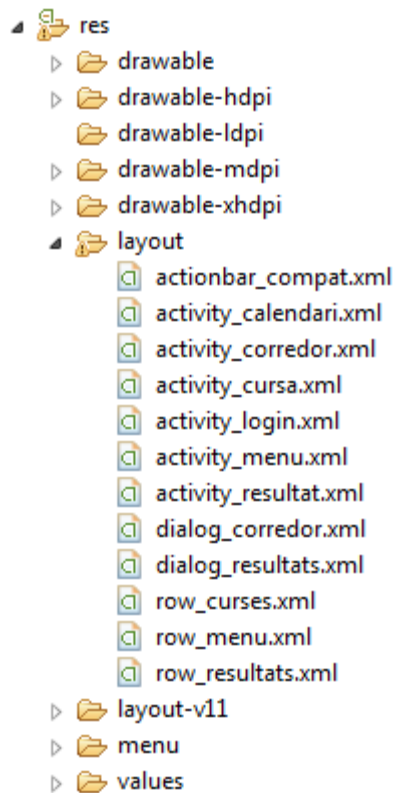 res
drawable
drawable-hdpi
drawable-ldpi
drawable-mdpi
drawable-xhdpi
layout
actionbar_compat.xml
activity_calendari.xml
activity_corredor.xml
activity_cursa.xml
activity_login.xml
activity_menu.xml
activity_resultat.xml
dialog_corredor.xml
dialog_resultats.xml
row_curses.xml
row_menu.xml
row_resultats.xml
layout-v11
menu
values